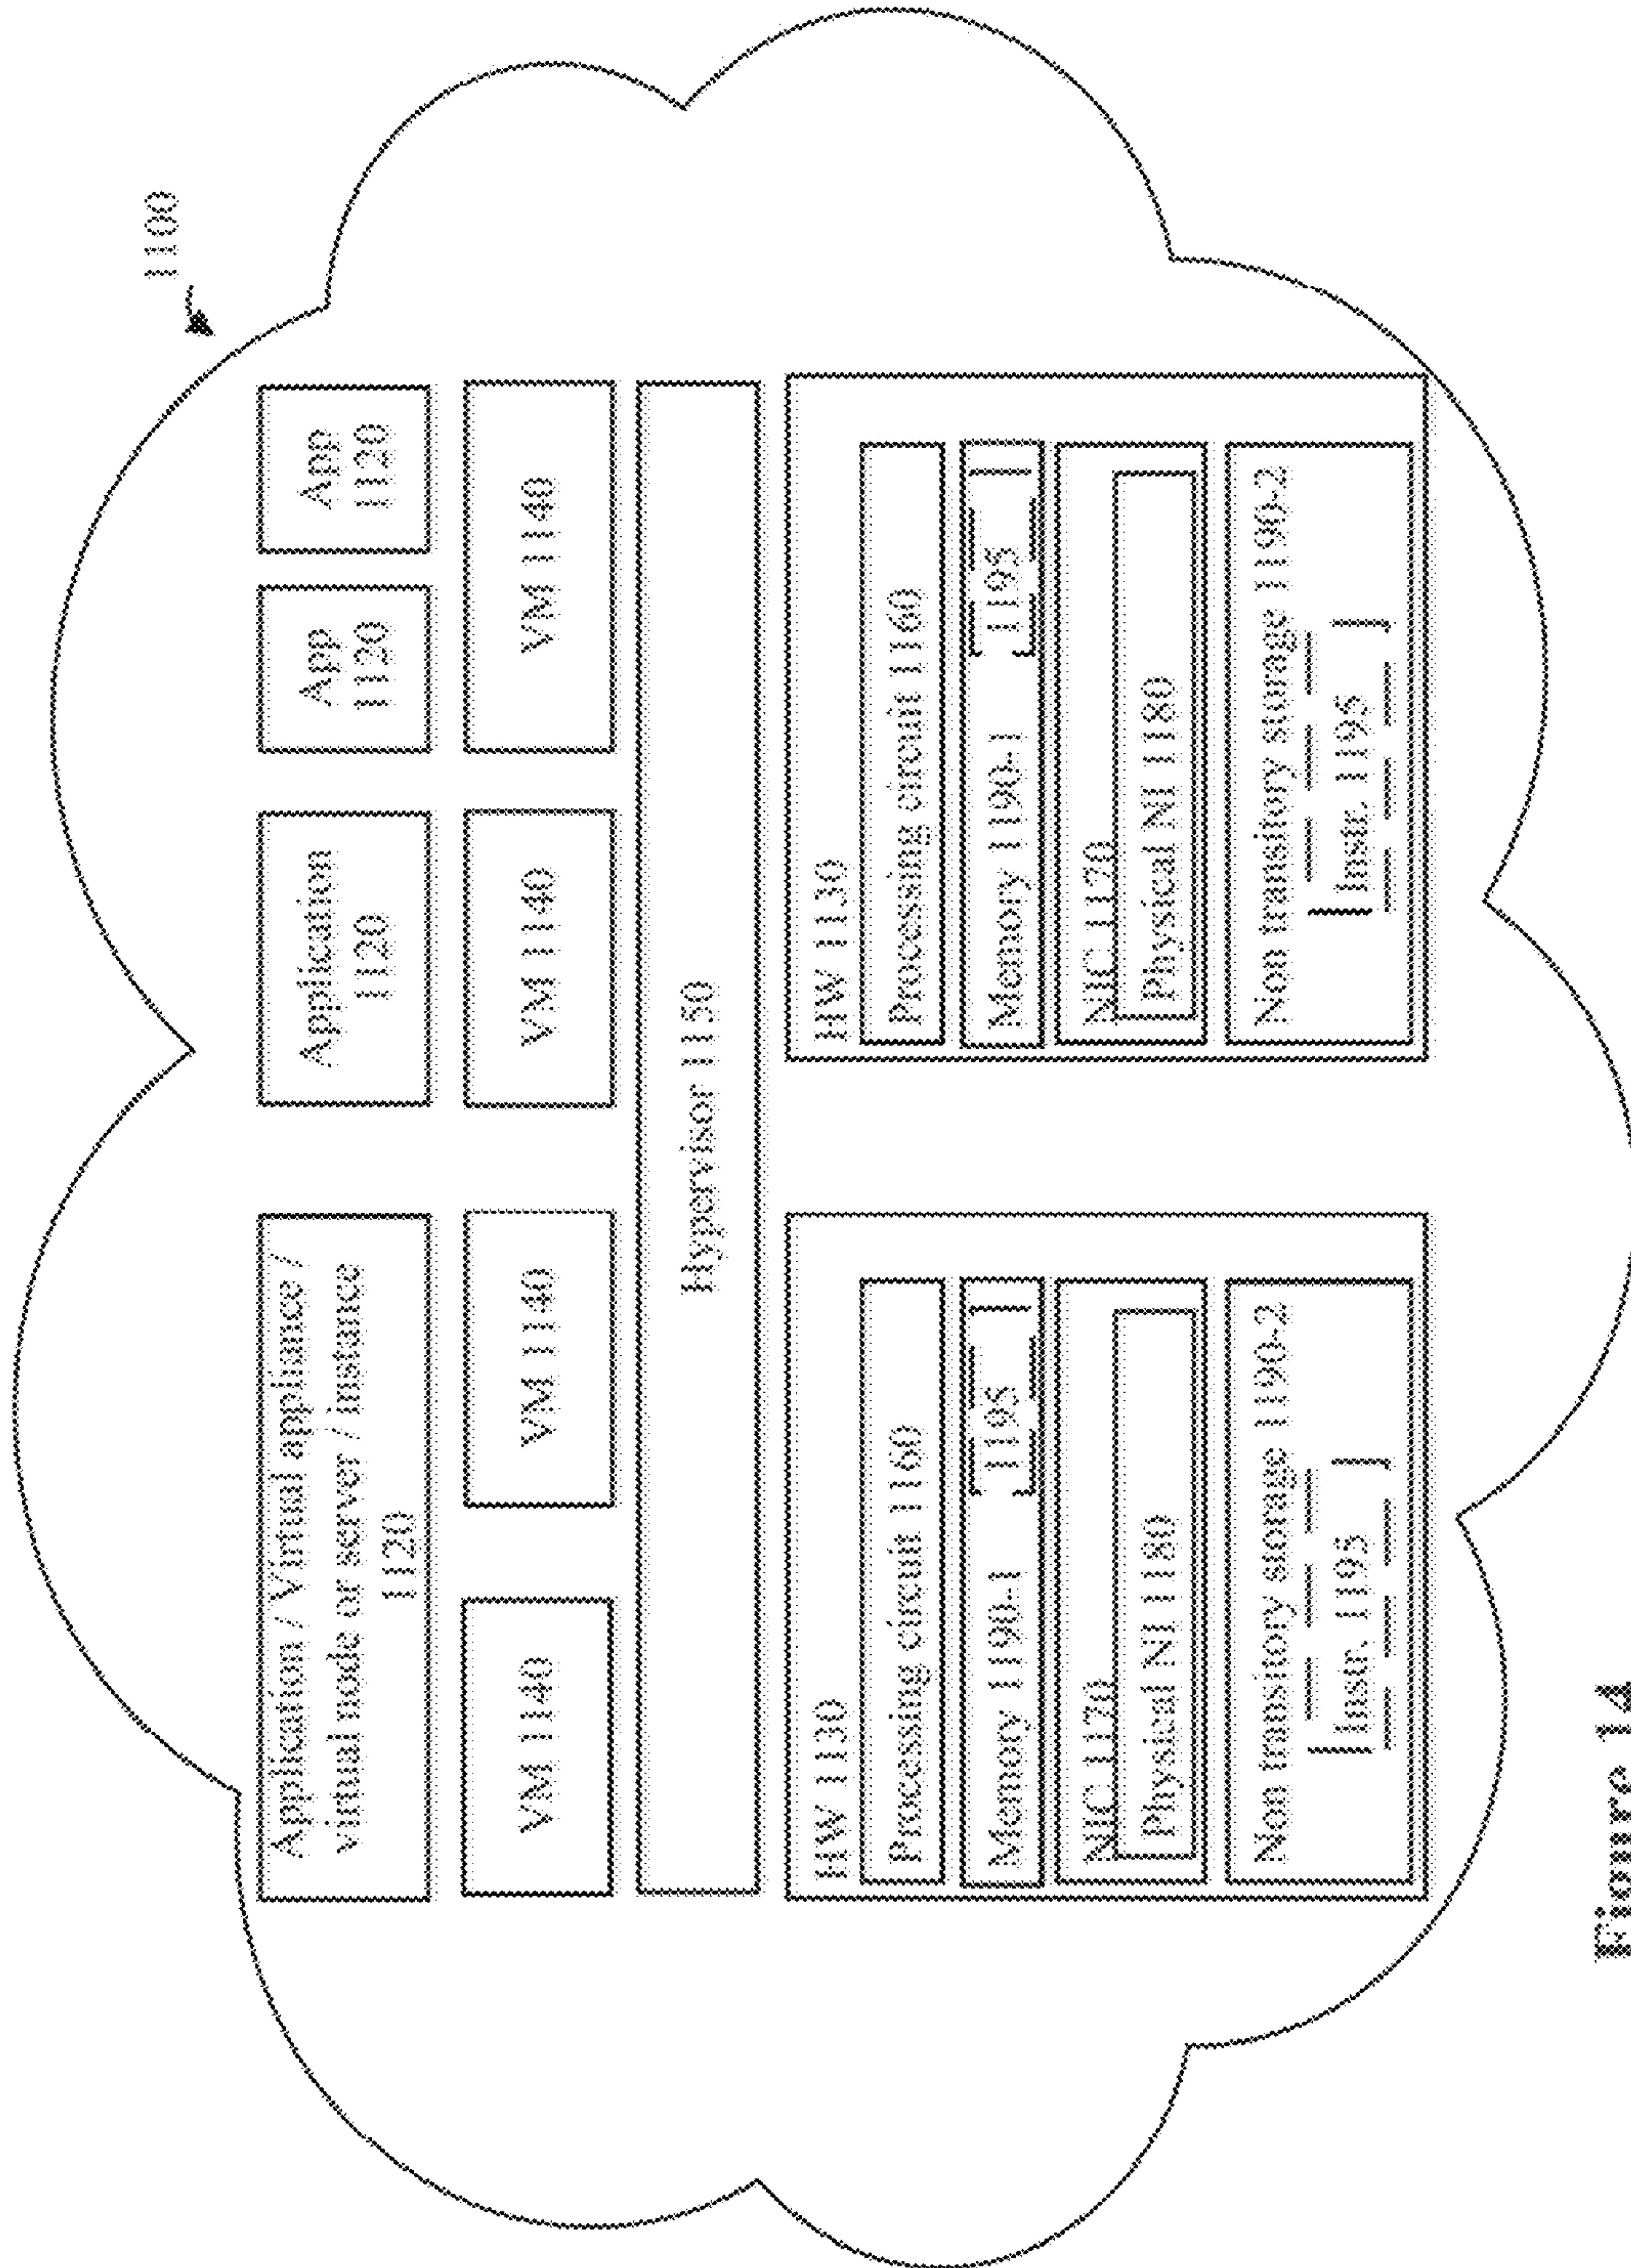 1100
Application / Virtual appliance /
virtual node or server / instance
1120
Application
1120
App
1120
App
1120
VM 1140
VM 1140
VM 1140
VM 1140
Hypervisor 1150
HW 1130
Processing circuit 1160
Memory 1190-1
1195
NIC 1170
Physical NI 1180
Non transitory storage 1190-2
Instr. 1195
HW 1130
Processing circuit 1160
Memory 1190-1
1195
NIC 1170
Physical NI 1180
Non transitory storage 1190-2
Instr. 1195
Figure 14